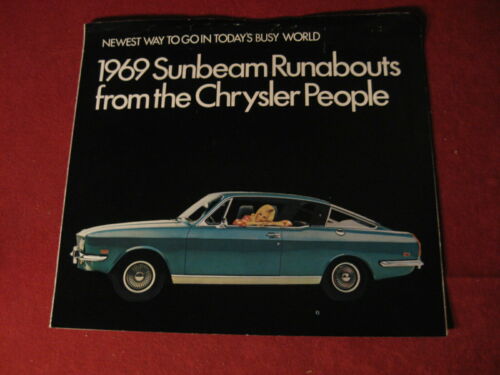 NEWEST WAY TO GO IN TODAY'S BUSY WORLD
1969 Sunbeam Runabouts
from the Chrysler People